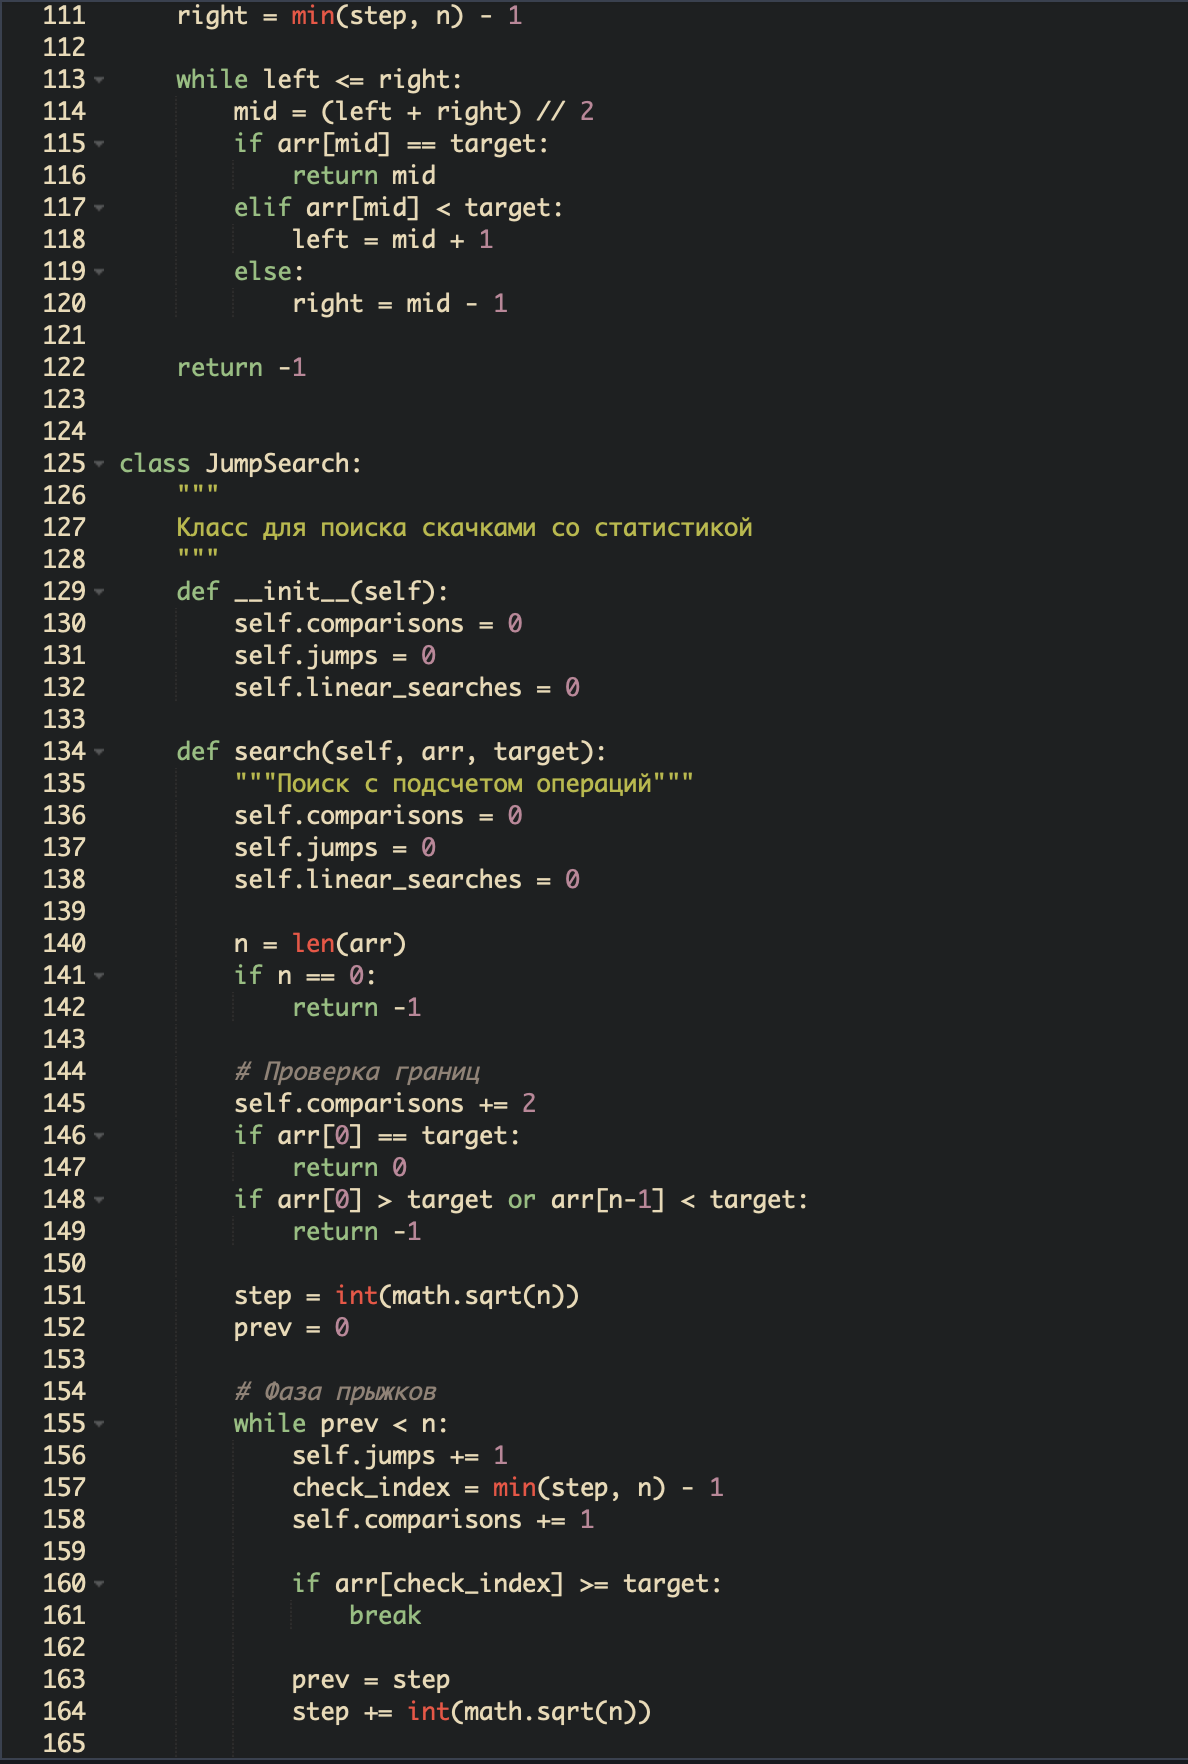 111 right = min(step, n) - 1
112
113 while left <= right:
114 mid = (left + right) // 2
115 if arr[mid] == target:
116 return mid
117 elif arr[mid] < target:
118 left = mid + 1
119 else:
120 right = mid - 1
121
122 return -1
123
124
125 class JumpSearch:
126 """
127 Класс для поиска скачками со статистикой
128 """
129 def __init__(self):
130 self.comparisons = 0
131 self.jumps = 0
132 self.linear_searches = 0
133
134 def search(self, arr, target):
135 """Поиск с подсчетом операций"""
136 self.comparisons = 0
137 self.jumps = 0
138 self.linear_searches = 0
139
140 n = len(arr)
141 if n == 0:
142 return -1
143
144 # Проверка границ
145 self.comparisons += 2
146 if arr[0] == target:
147 return 0
148 if arr[0] > target or arr[n-1] < target:
149 return -1
150
151 step = int(math.sqrt(n))
152 prev = 0
153
154 # Фаза прыжков
155 while prev < n:
156 self.jumps += 1
157 check_index = min(step, n) - 1
158 self.comparisons += 1
159
160 if arr[check_index] >= target:
161 break
162
163 prev = step
164 step += int(math.sqrt(n))
165